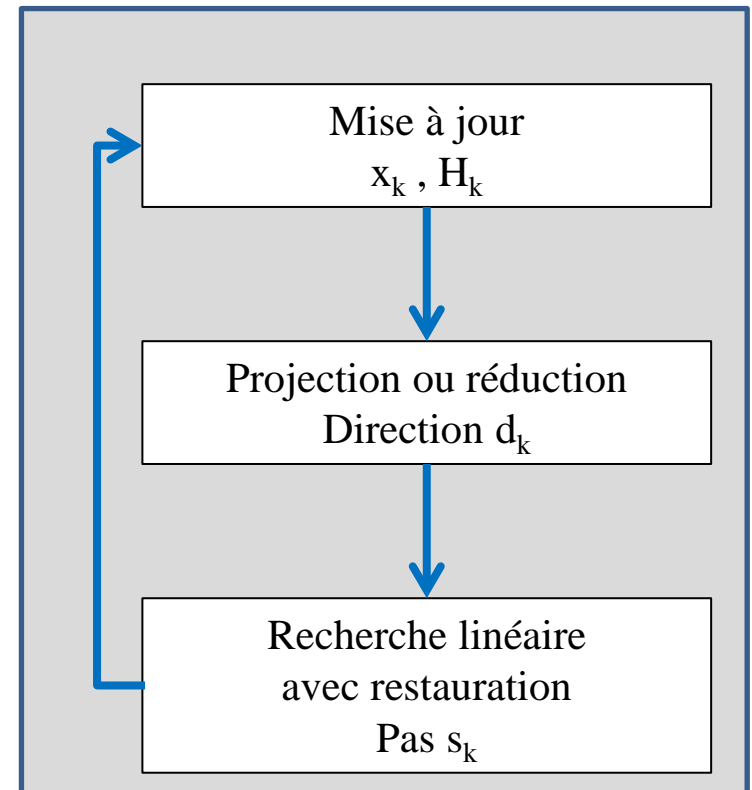 Mise à jour
xₖ , Hₖ
Projection ou réduction
Direction dₖ
Recherche linéaire
avec restauration
Pas sₖ